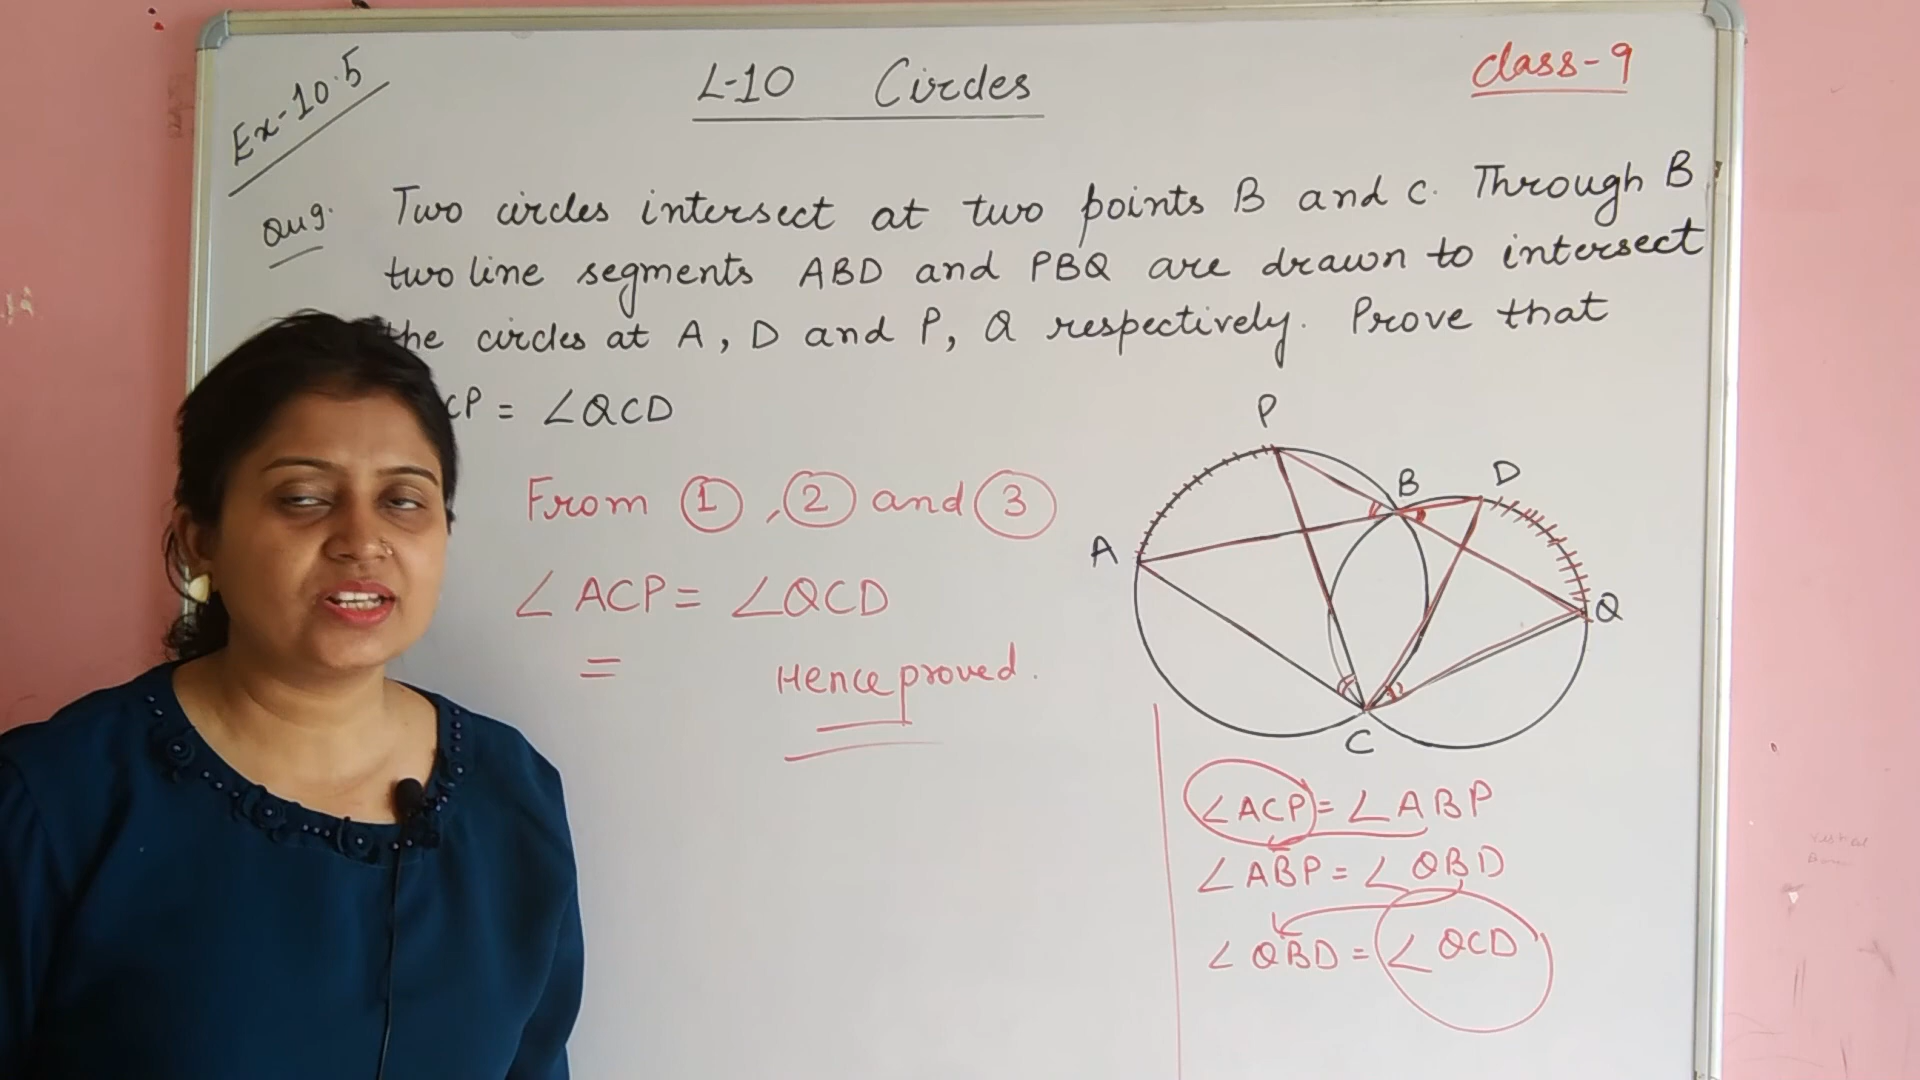 Ex-10.5
L-10 Circles
class-9
Qu 9. Two circles intersect at two points B and C. Through B
two line segments ABD and PBQ are drawn to intersect
the circles at A, D and P, Q respectively. Prove that
CP = ∠QCD
From ①, ② and ③
∠ACP = ∠QCD
=
Hence proved.
P
B
D
A
Q
C
∠ACP = ∠ABP
∠ABP = ∠QBD
∠QBD = ∠QCD